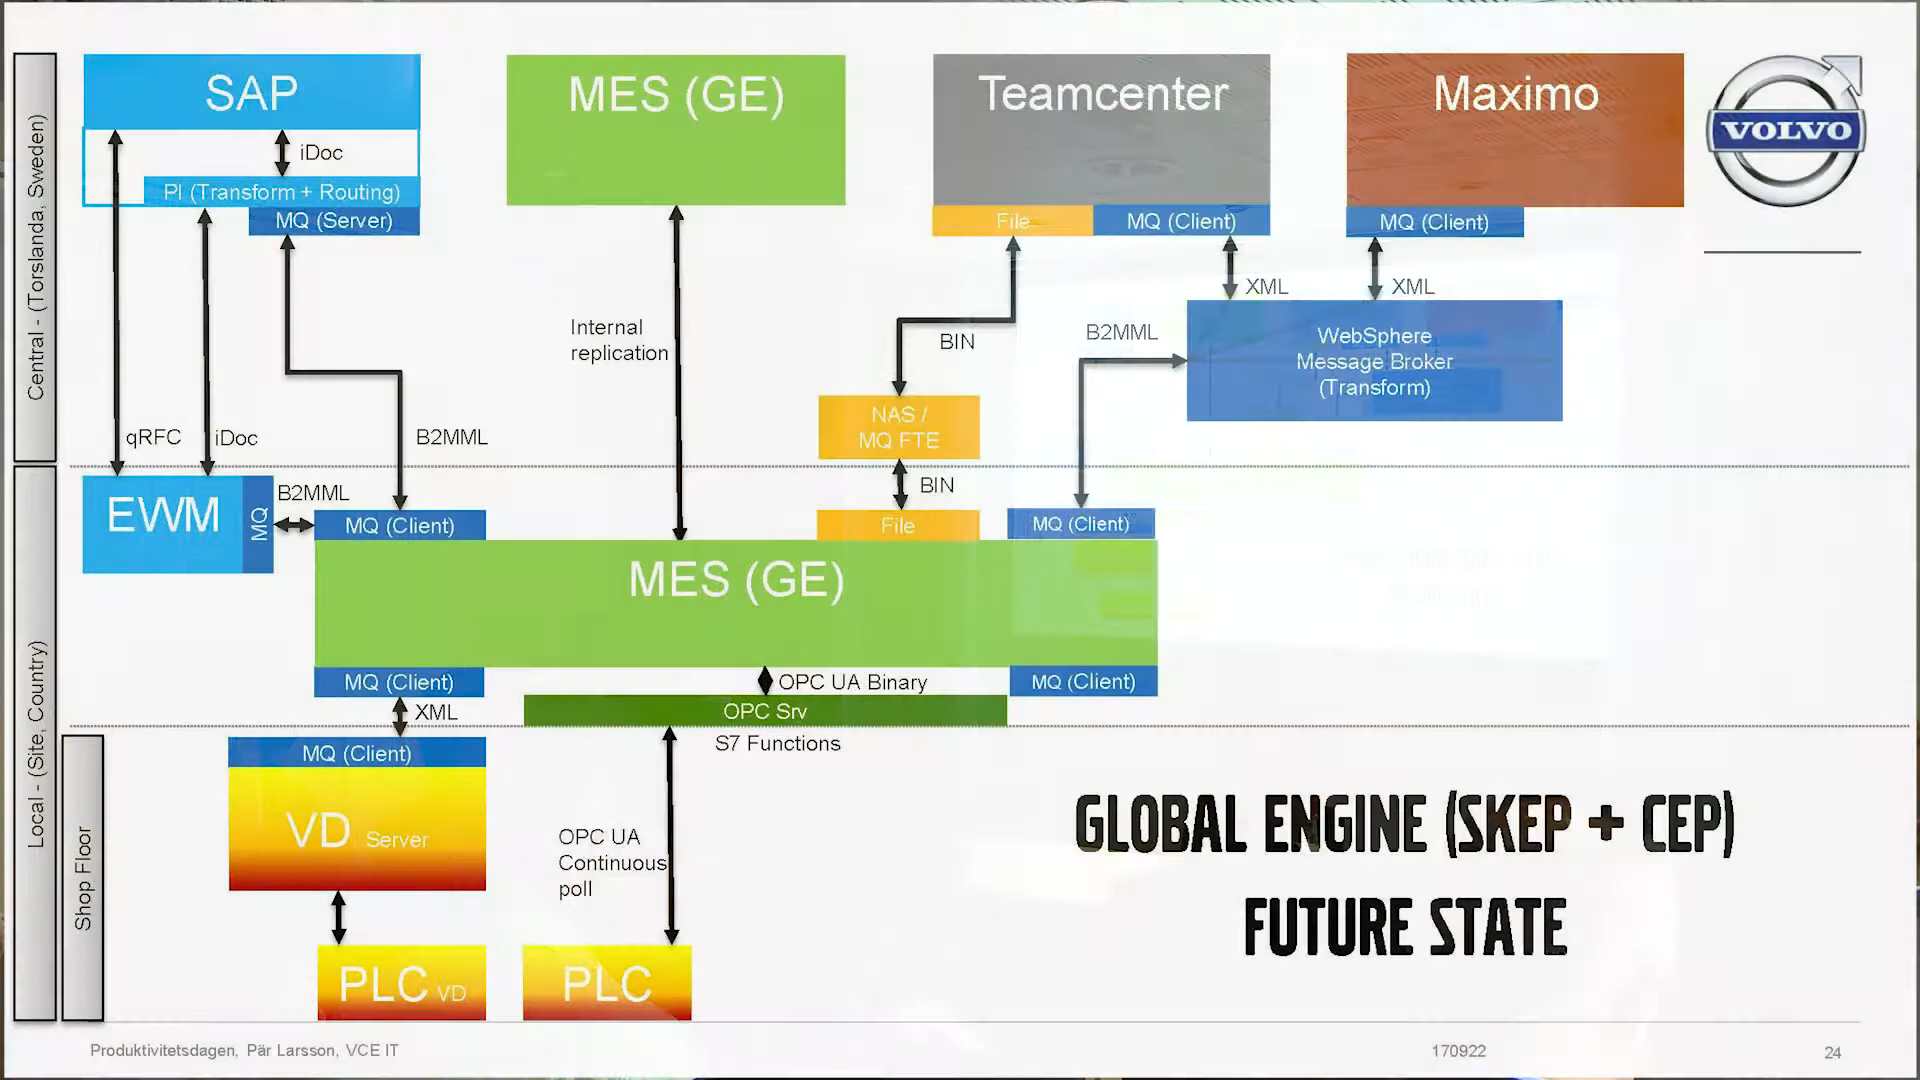 SAP
MES (GE)
Teamcenter
Maximo
VOLVO
iDoc
PI (Transform + Routing)
MQ (Server)
File
MQ (Client)
MQ (Client)
XML
XML
Central - (Torslanda, Sweden)
Internal
replication
BIN
B2MML
WebSphere
Message Broker
(Transform)
NAS /
MQ FTE
qRFC
iDoc
B2MML
EWM
MQ
B2MML
MQ (Client)
BIN
File
MQ (Client)
MES (GE)
Local - (Site, Country)
MQ (Client)
OPC UA Binary
MQ (Client)
XML
OPC Srv
S7 Functions
MQ (Client)
VD Server
Shop Floor
OPC UA
Continuous
poll
GLOBAL ENGINE (SKEP + CEP)
FUTURE STATE
PLC VD
PLC
Produktivitetsdagen, Pär Larsson, VCE IT
170922
24